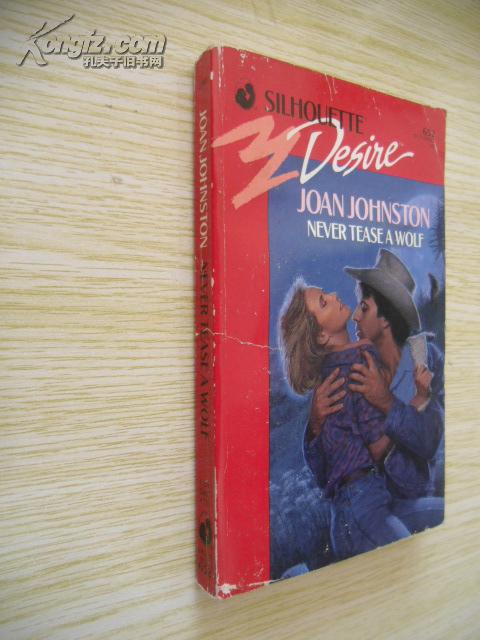 Kongfz.com
孔夫子旧书网
SILHOUETTE
Desire
652
JOAN JOHNSTON
NEVER TEASE A WOLF
JOAN JOHNSTON NEVER TEASE A WOLF